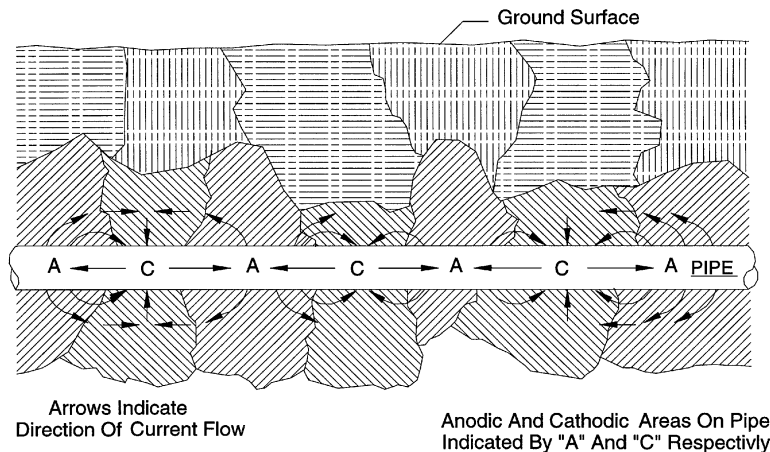 Ground Surface
A C A C A C A PIPE
Arrows Indicate
Direction Of Current Flow
Anodic And Cathodic Areas On Pipe
Indicated By "A" And "C" Respectivly